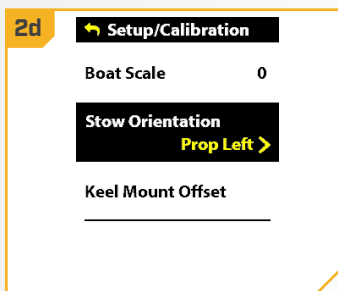 2d
Setup/Calibration
Boat Scale 0
Stow Orientation
Prop Left >
Keel Mount Offset